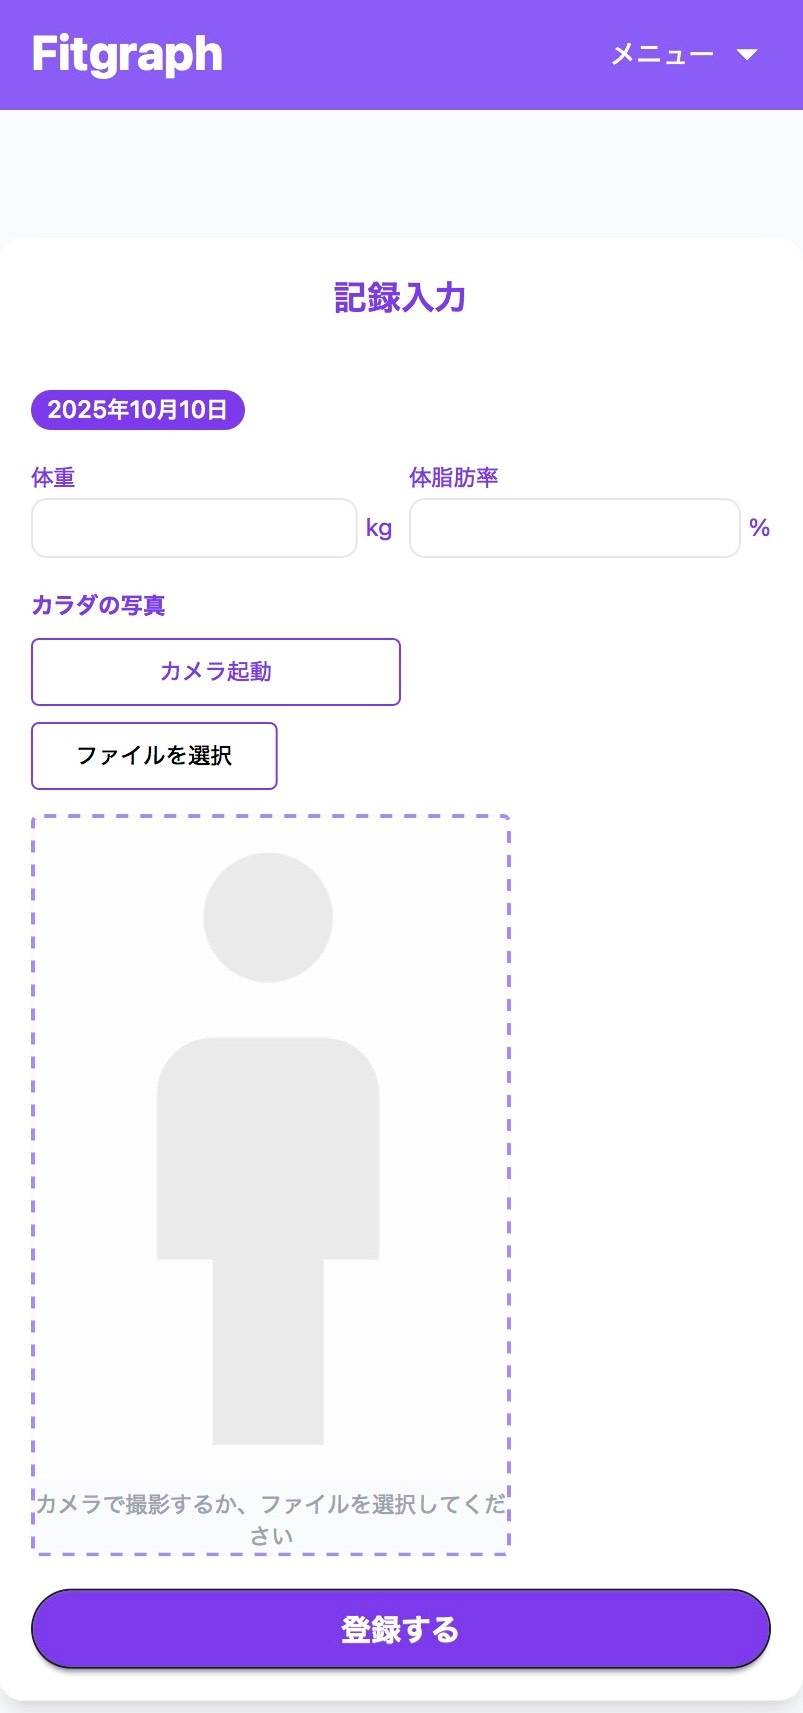 Fitgraph
メニュー
記録入力
2025年10月10日
体重 体脂肪率
kg %
カラダの写真
カメラ起動
ファイルを選択
カメラで撮影するか、ファイルを選択してくだ
さい
登録する